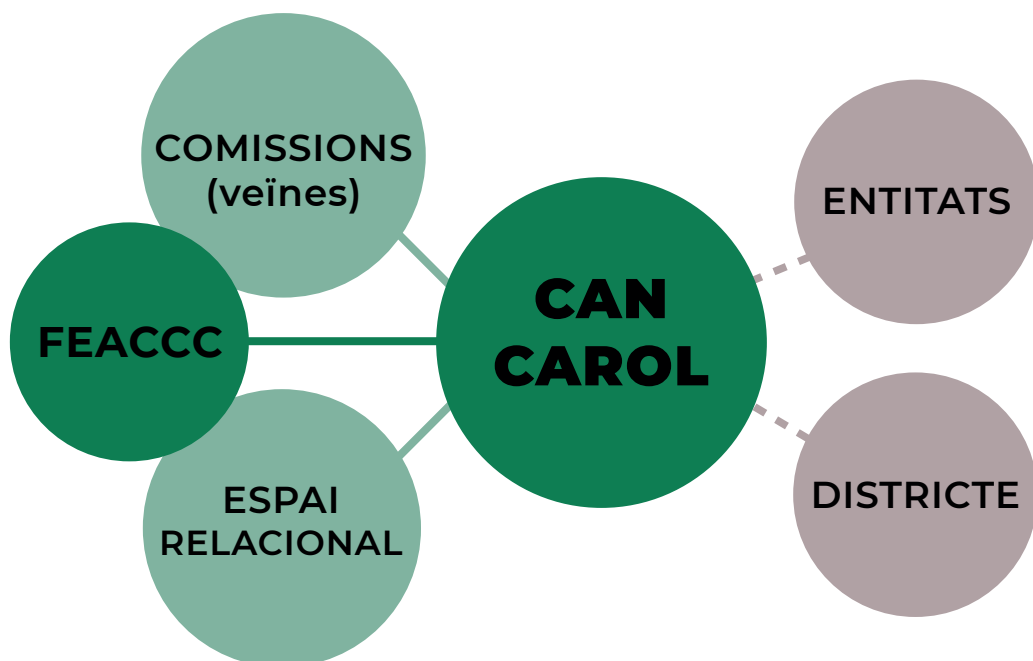 COMISSIONS
(veïnes)
FEACCC
ESPAI
RELACIONAL
CAN
CAROL
ENTITATS
DISTRICTE